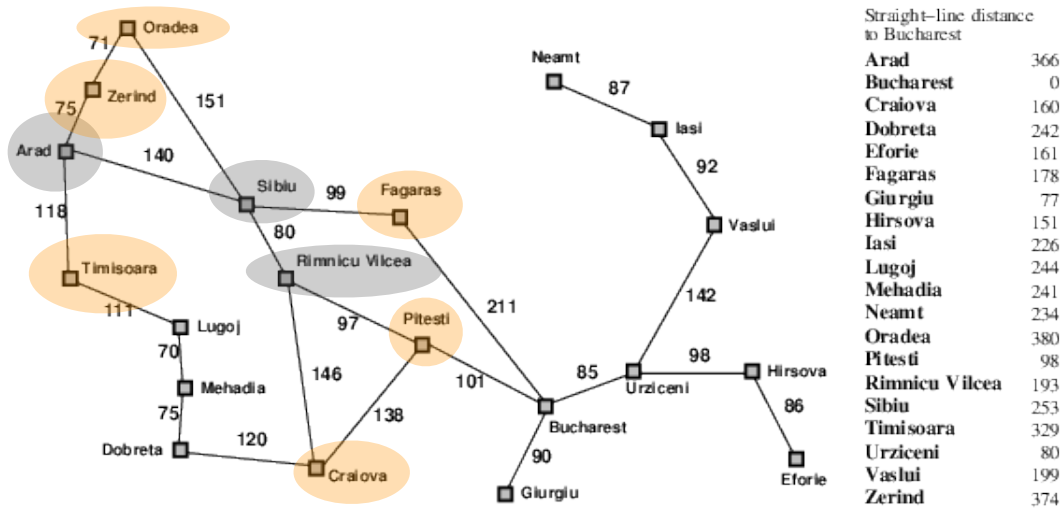 Oradea
71
Neamt
87
Zerind
75
151
Iasi
Arad
140
92
Sibiu
99
Fagaras
118
80
Vaslui
Rimnicu Vilcea
Timisoara
142
111
Lugoj
97
Pitesti
211
70
98
Hirsova
146
101
85
Urziceni
Mehadia
86
75
138
Bucharest
120
Dobreta
90
Craiova
Eforie
Giurgiu
Straight–line distance
to Bucharest
Arad 366
Bucharest 0
Craiova 160
Dobreta 242
Eforie 161
Fagaras 178
Giurgiu 77
Hirsova 151
Iasi 226
Lugoj 244
Mehadia 241
Neamt 234
Oradea 380
Pitesti 98
Rimnicu Vilcea 193
Sibiu 253
Timisoara 329
Urziceni 80
Vaslui 199
Zerind 374